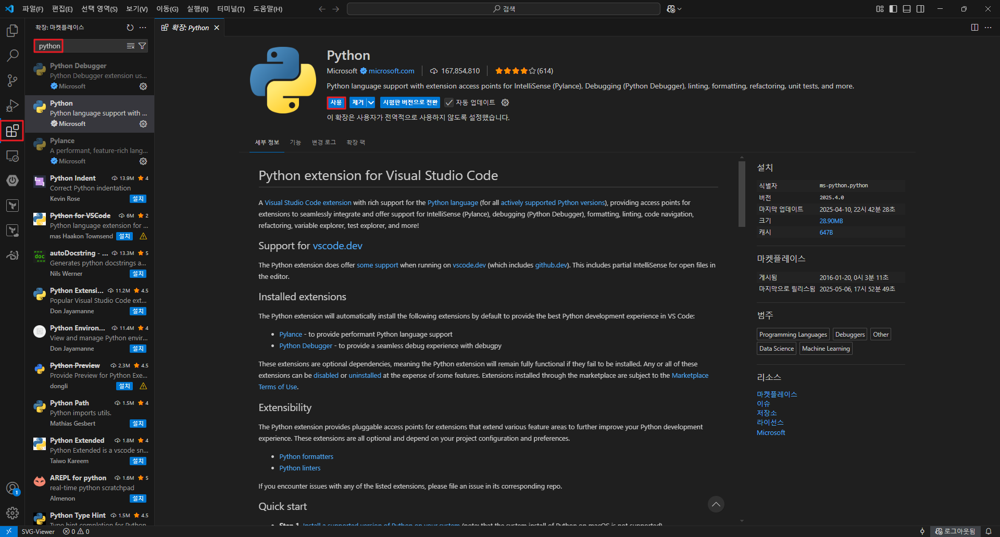 파일(F) 편집(E) 선택 영역(S) 보기(V) 이동(G) 실행(R) 터미널(T) 도움말(H)
검색
확장: 마켓플레이스
python
Python Debugger
Python Debugger extension us...
Microsoft
Python
Python language support with ...
Microsoft
Pylance
A performant, feature-rich lang...
Microsoft
Python Indent 13.9M 4
Correct Python indentation
Kevin Rose 설치
Python for VSCode 6M 2
Python language extension for ...
mas Haakon Townsend 설치
autoDocstring - ... 13.3M 5
Generates python docstrings a...
Nils Werner 설치
Python Extensi... 11.2M 4.5
Popular Visual Studio Code ext...
Don Jayamanne 설치
Python Environ... 11.4M 4
View and manage Python envir...
Don Jayamanne 설치
Python Preview 2.3M 4.5
Provide Preview for Python Exe...
dongli 설치
Python Path 1.5M 4
Python imports utils.
Mathias Gesbert 설치
Python Extended 1.8M 4
Python Extended is a vscode sn...
Taiwo Kareem 설치
AREPL for python 1.6M 5
real-time python scratchpad
Almenon 설치
Python Type Hint 1.5M 4.5
Type hint completion for Python
확장: Python
Python
Microsoft microsoft.com 167,854,810 (614)
Python language support with extension access points for IntelliSense (Pylance), Debugging (Python Debugger), linting, formatting, refactoring, unit tests, and more.
사용 제거 시험판 버전으로 전환 자동 업데이트
이 확장은 사용자가 전역적으로 사용하지 않도록 설정했습니다.
세부 정보 기능 변경 로그 확장 팩
Python extension for Visual Studio Code
A Visual Studio Code extension with rich support for the Python language (for all actively supported Python versions), providing access points for
extensions to seamlessly integrate and offer support for IntelliSense (Pylance), debugging (Python Debugger), formatting, linting, code navigation,
refactoring, variable explorer, test explorer, and more!
Support for vscode.dev
The Python extension does offer some support when running on vscode.dev (which includes github.dev). This includes partial IntelliSense for open files in
the editor.
Installed extensions
The Python extension will automatically install the following extensions by default to provide the best Python development experience in VS Code:
• Pylance - to provide performant Python language support
• Python Debugger - to provide a seamless debug experience with debugpy
These extensions are optional dependencies, meaning the Python extension will remain fully functional if they fail to be installed. Any or all of these
extensions can be disabled or uninstalled at the expense of some features. Extensions installed through the marketplace are subject to the Marketplace
Terms of Use.
Extensibility
The Python extension provides pluggable access points for extensions that extend various feature areas to further improve your Python development
experience. These extensions are all optional and depend on your project configuration and preferences.
• Python formatters
• Python linters
If you encounter issues with any of the listed extensions, please file an issue in its corresponding repo.
Quick start
• Step 1. Install a supported version of Python on your system (note: that the system install of Python on macOS is not supported).
설치
식별자 ms-python.python
버전 2025.4.0
마지막 업데이트 2025-04-10, 22시 42분 28초
크기 28.90MB
캐시 647B
마켓플레이스
게시됨 2016-01-20, 0시 3분 11초
마지막으로 릴리스됨 2025-05-06, 17시 52분 49초
범주
Programming Languages Debuggers Other
Data Science Machine Learning
리소스
마켓플레이스
이슈
저장소
라이선스
Microsoft
1
SVG-Viewer 0 0
로그아웃됨